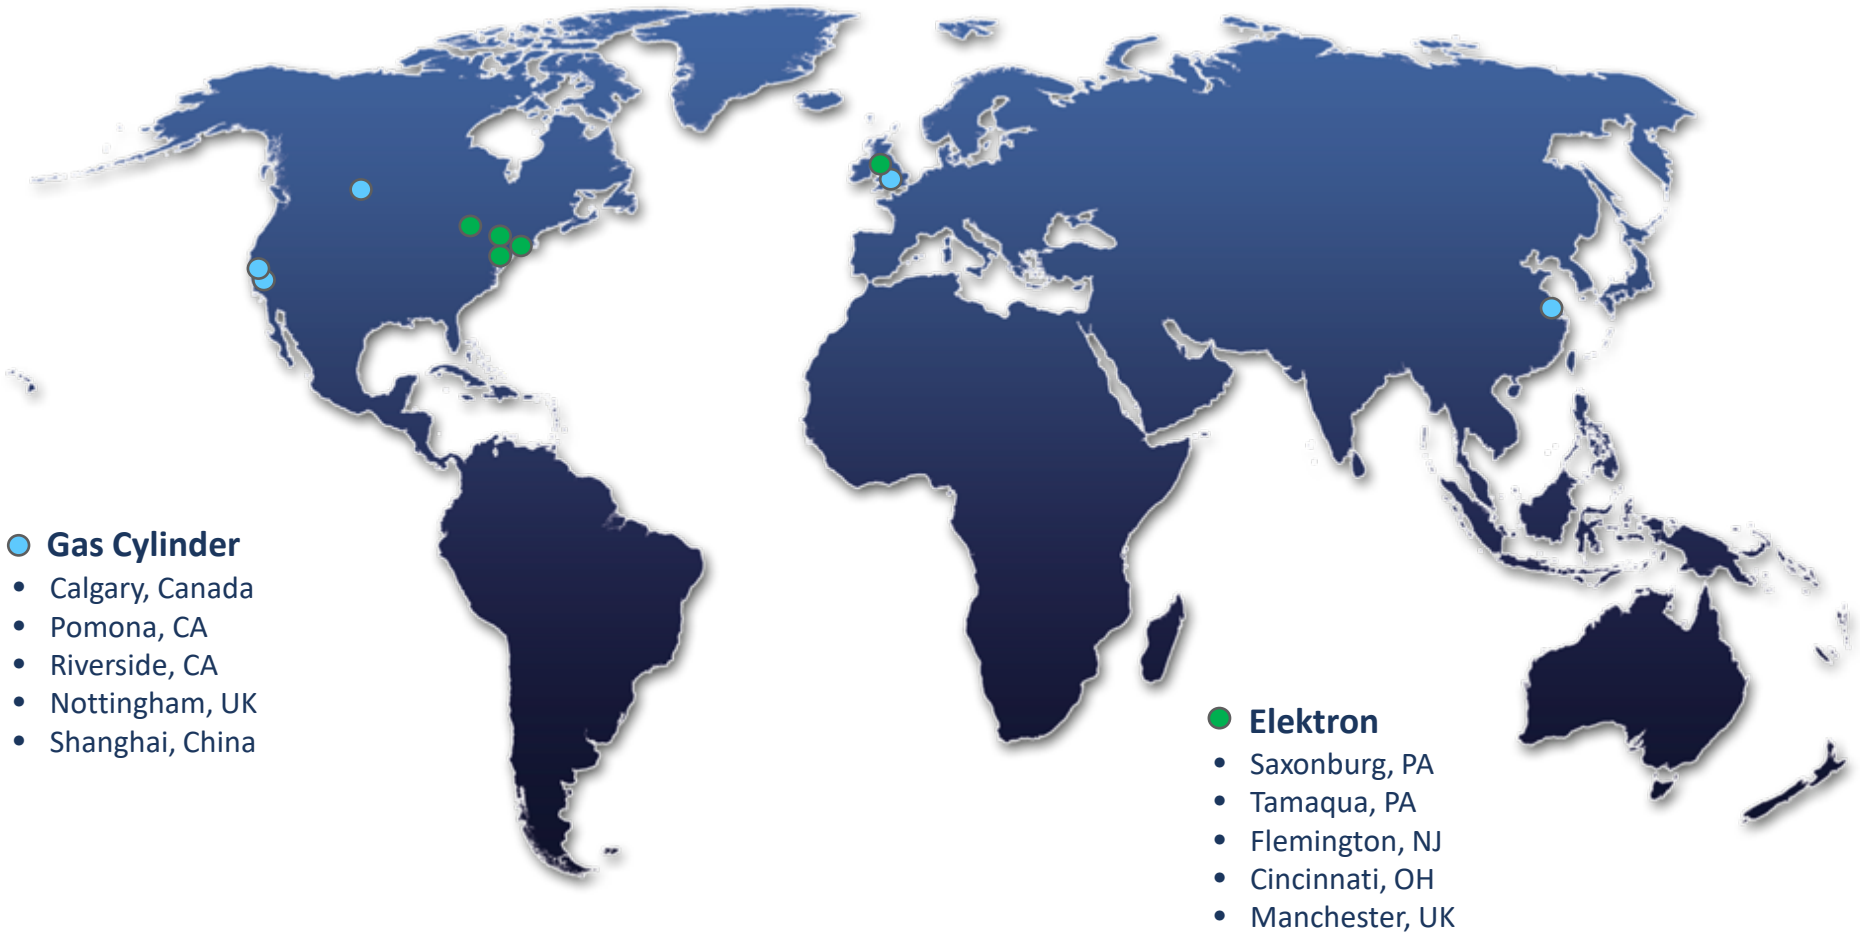 Gas Cylinder
• Calgary, Canada
• Pomona, CA
• Riverside, CA
• Nottingham, UK
• Shanghai, China
Elektron
• Saxonburg, PA
• Tamaqua, PA
• Flemington, NJ
• Cincinnati, OH
• Manchester, UK